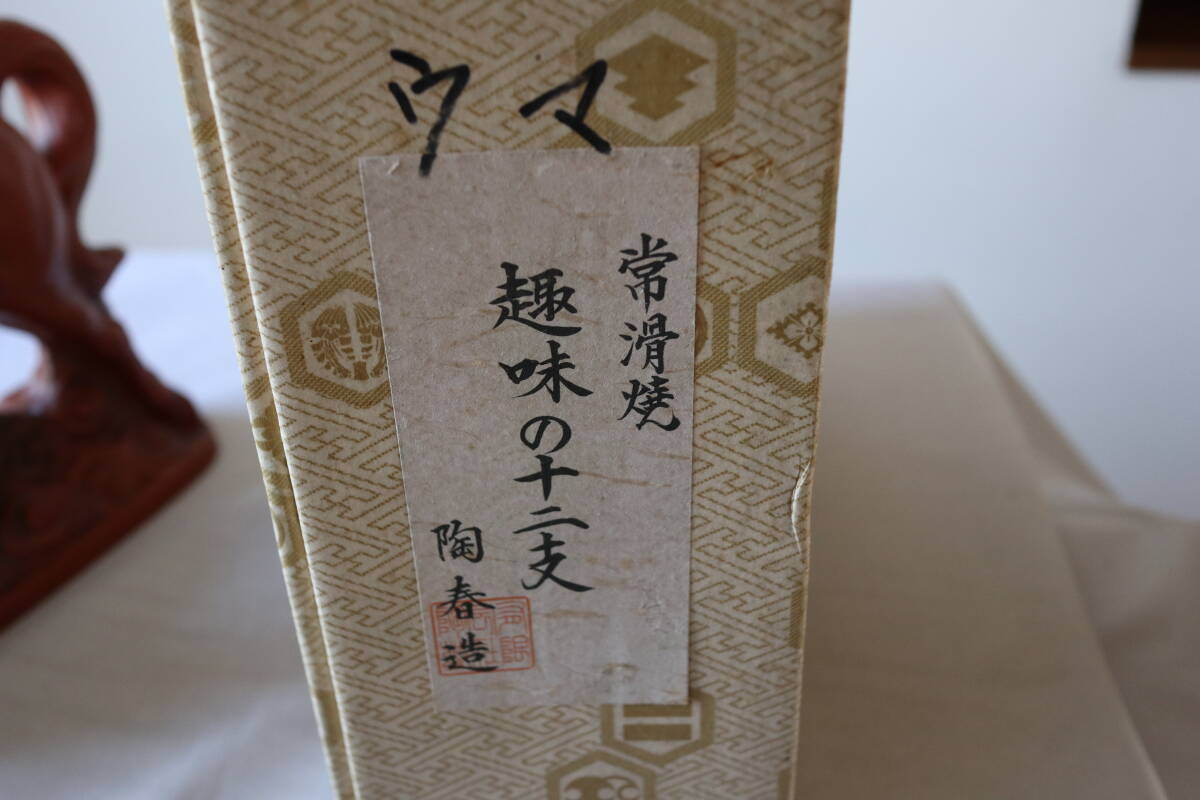 ウマ
常滑焼
趣味の十二支
陶春造